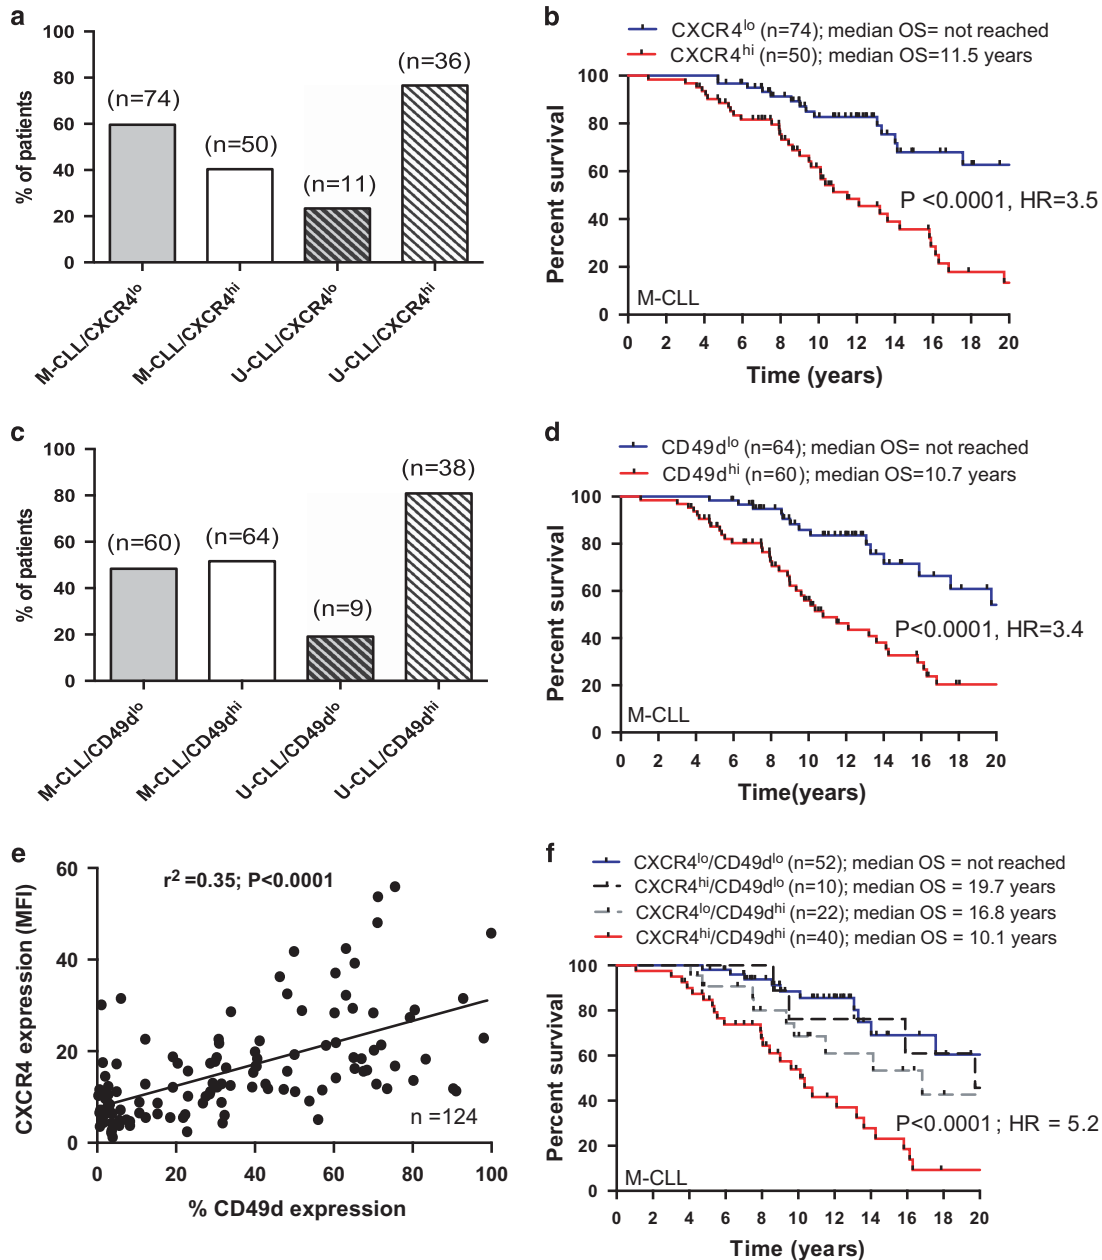 a
% of patients
100
80
60
40
20
0
(n=74)
(n=50)
(n=11)
(n=36)
M-CLL/CXCR4lo
M-CLL/CXCR4hi
U-CLL/CXCR4lo
U-CLL/CXCR4hi
b
CXCR4lo (n=74); median OS= not reached
CXCR4hi (n=50); median OS=11.5 years
Percent survival
100
80
60
40
20
0
P <0.0001, HR=3.5
M-CLL
0 2 4 6 8 10 12 14 16 18 20
Time (years)
c
% of patients
100
80
60
40
20
0
(n=60)
(n=64)
(n=9)
(n=38)
M-CLL/CD49dlo
M-CLL/CD49dhi
U-CLL/CD49dlo
U-CLL/CD49dhi
d
CD49dlo (n=64); median OS= not reached
CD49dhi (n=60); median OS=10.7 years
Percent survival
100
80
60
40
20
0
P<0.0001, HR=3.4
M-CLL
0 2 4 6 8 10 12 14 16 18 20
Time(years)
e
CXCR4 expression (MFI)
60
40
20
0
r2 =0.35; P<0.0001
n =124
0 20 40 60 80 100
% CD49d expression
f
CXCR4lo/CD49dlo (n=52); median OS = not reached
CXCR4hi/CD49dlo (n=10); median OS = 19.7 years
CXCR4lo/CD49dhi (n=22); median OS = 16.8 years
CXCR4hi/CD49dhi (n=40); median OS = 10.1 years
Percent survival
100
80
60
40
20
0
P<0.0001 ; HR = 5.2
M-CLL
0 2 4 6 8 10 12 14 16 18 20
Time (years)